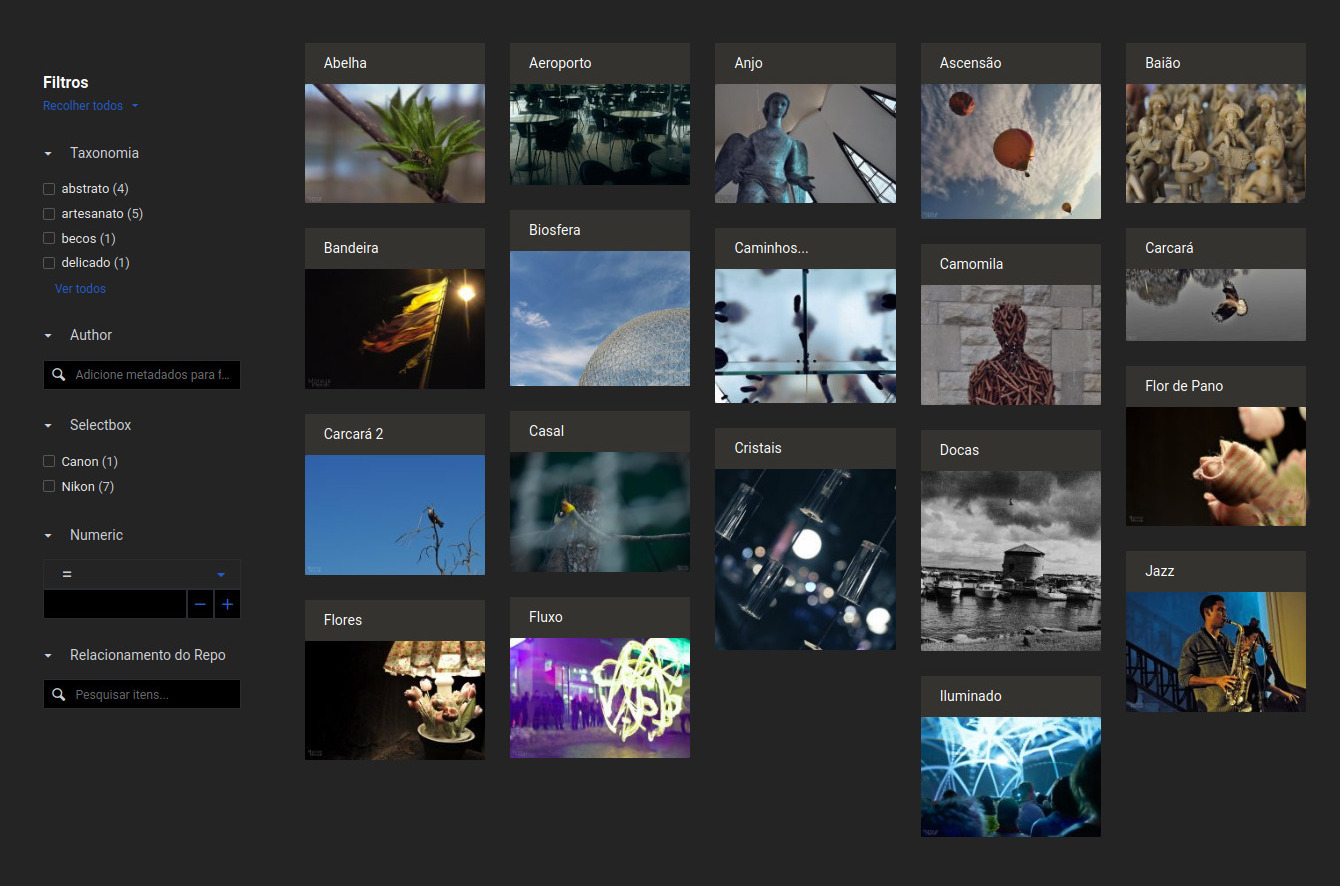 Filtros
Recolher todos
Taxonomia
abstrato (4)
artesanato (5)
becos (1)
delicado (1)
Ver todos
Author
Adicione metadados para f...
Selectbox
Canon (1)
Nikon (7)
Numeric
=
Relacionamento do Repo
Pesquisar itens...
Abelha
Aeroporto
Anjo
Ascensão
Baião
Bandeira
Biosfera
Caminhos...
Camomila
Carcará
Carcará 2
Casal
Cristais
Docas
Flor de Pano
Flores
Fluxo
Iluminado
Jazz